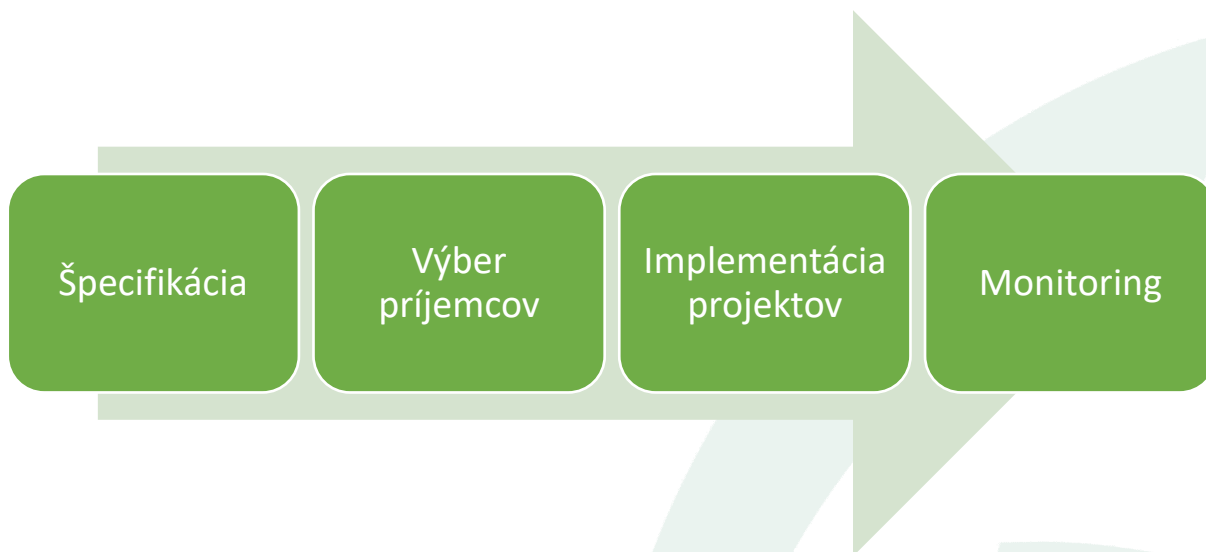 Špecifikácia
Výber
príjemcov
Implementácia
projektov
Monitoring